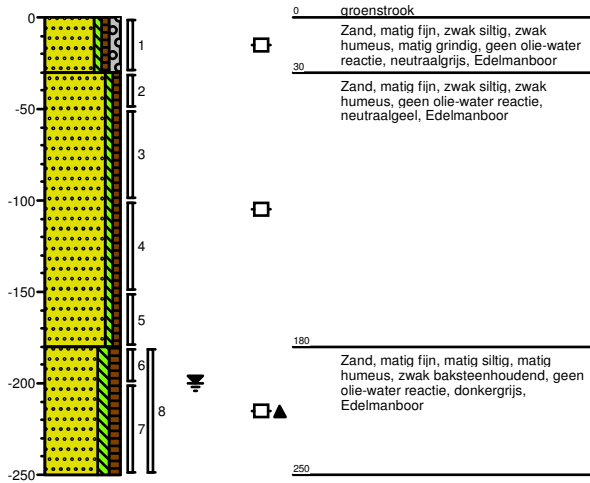 0
-50
-100
-150
-200
-250
1
2
3
4
5
6
7
8
0
groenstrook
Zand, matig fijn, zwak siltig, zwak
humeus, matig grindig, geen olie-water
reactie, neutraalgrijs, Edelmanboor
30
Zand, matig fijn, zwak siltig, zwak
humeus, geen olie-water reactie,
neutraalgeel, Edelmanboor
180
Zand, matig fijn, matig siltig, matig
humeus, zwak baksteenhoudend, geen
olie-water reactie, donkergrijs,
Edelmanboor
250